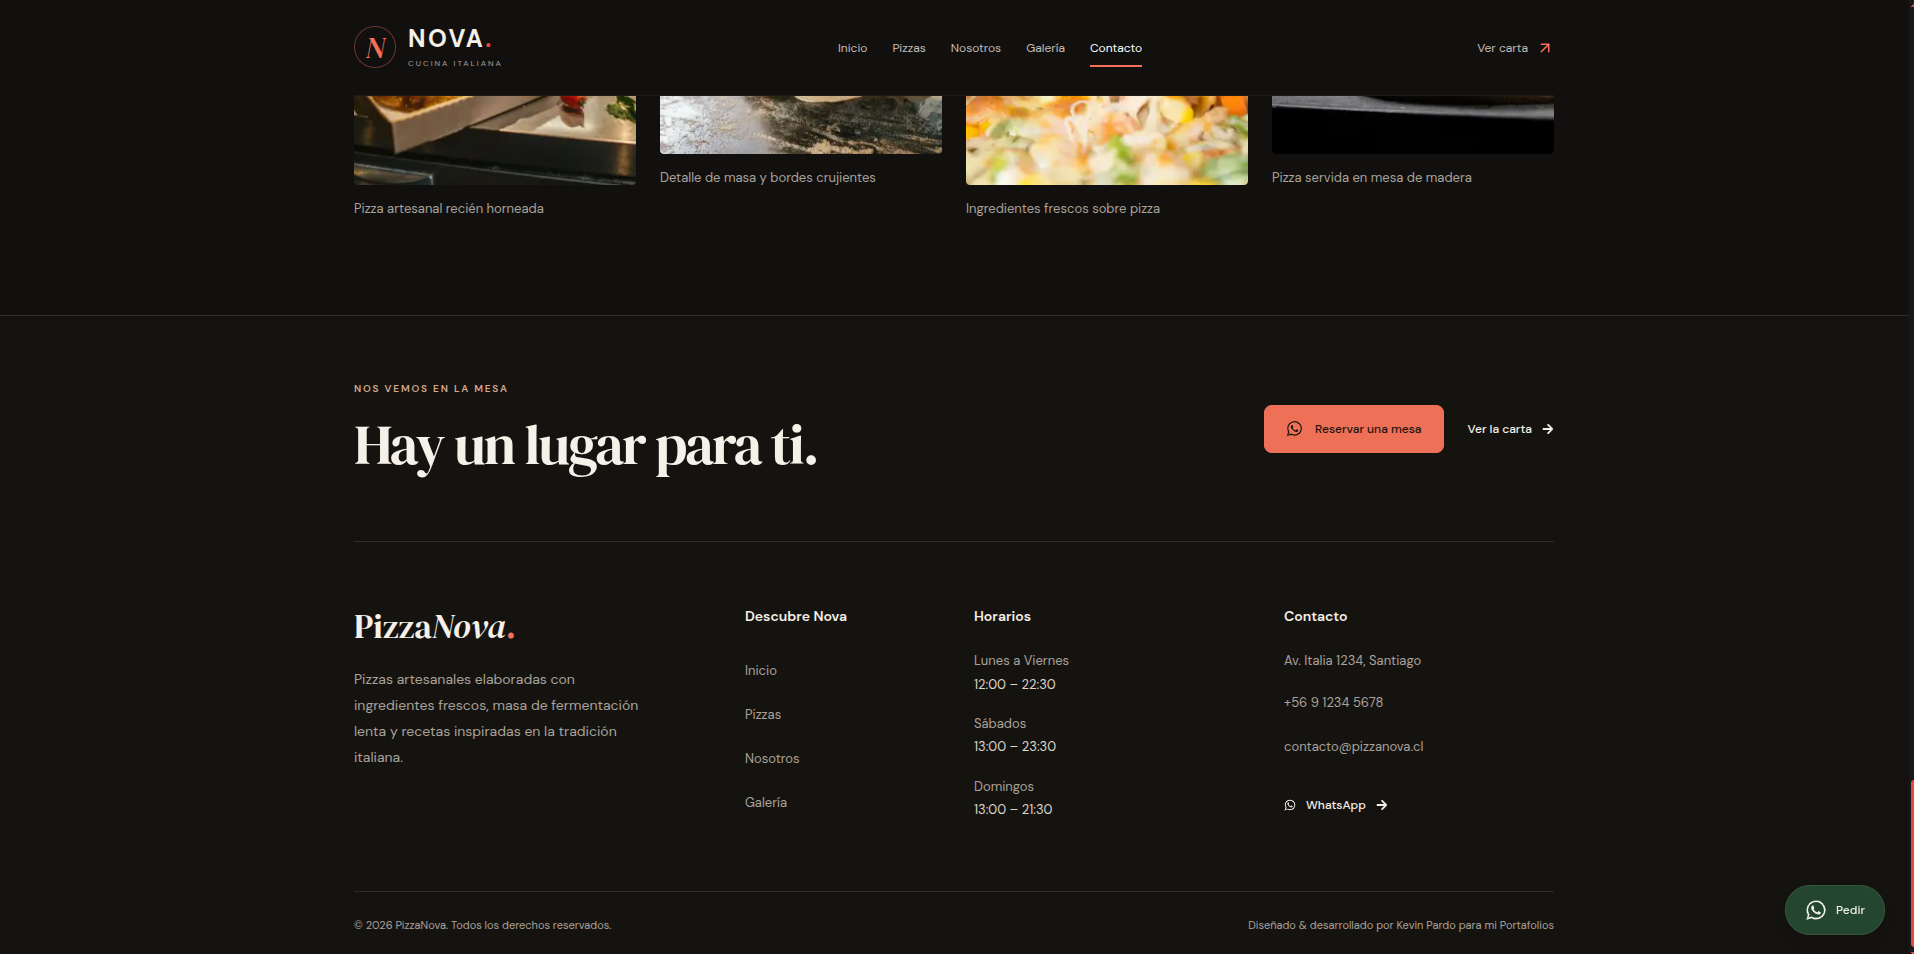 N
NOVA.
CUCINA ITALIANA
Inicio
Pizzas
Nosotros
Galería
Contacto
Ver carta
Detalle de masa y bordes crujientes
Pizza servida en mesa de madera
Pizza artesanal recién horneada
Ingredientes frescos sobre pizza
NOS VEMOS EN LA MESA
Hay un lugar para ti.
Reservar una mesa
Ver la carta
PizzaNova.
Pizzas artesanales elaboradas con
ingredientes frescos, masa de fermentación
lenta y recetas inspiradas en la tradición
italiana.
Descubre Nova
Inicio
Pizzas
Nosotros
Galería
Horarios
Lunes a Viernes
12:00 – 22:30
Sábados
13:00 – 23:30
Domingos
13:00 – 21:30
Contacto
Av. Italia 1234, Santiago
+56 9 1234 5678
contacto@pizzanova.cl
WhatsApp
Pedir
© 2026 PizzaNova. Todos los derechos reservados.
Diseñado & desarrollado por Kevin Pardo para mi Portafolios